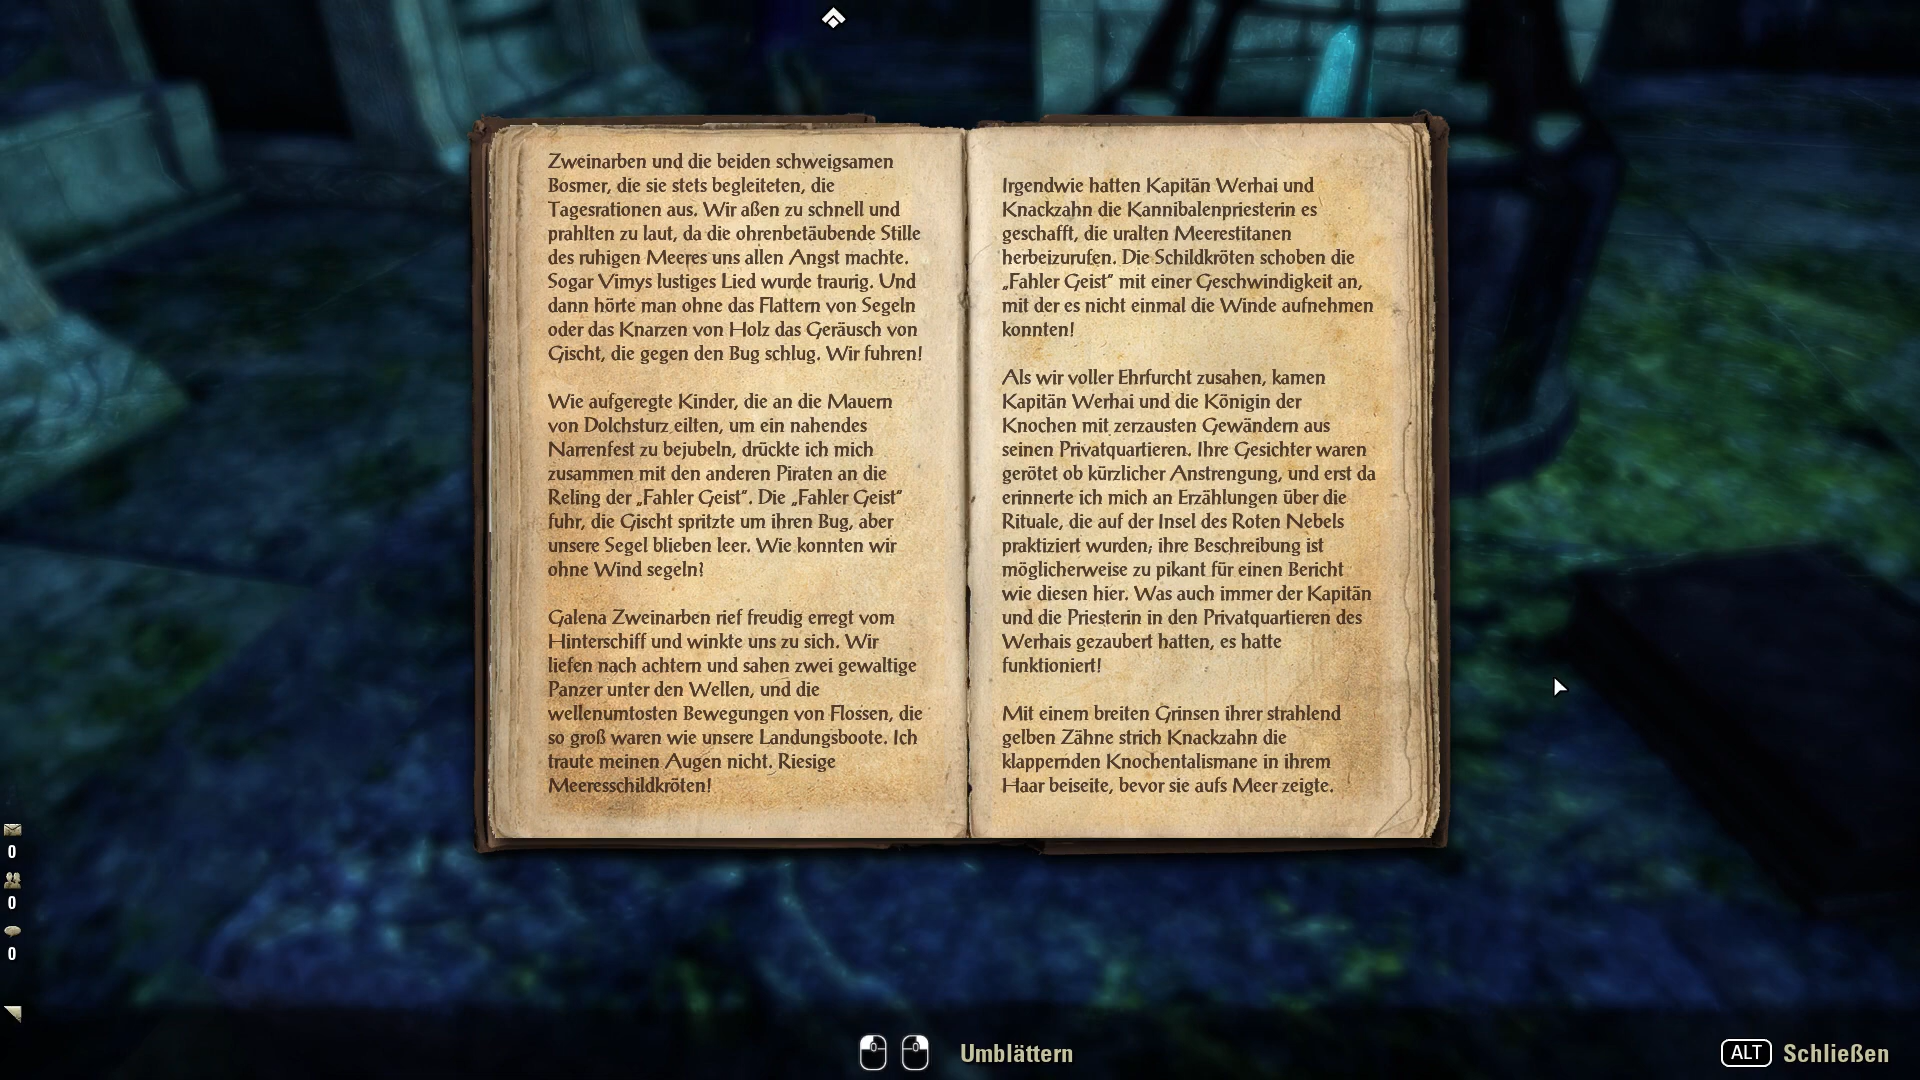 Zweinarben und die beiden schweigsamen
Bosmer, die sie stets begleiteten, die
Tagesrationen aus. Wir aßen zu schnell und
prahlten zu laut, da die ohrenbetäubende Stille
des ruhigen Meeres uns allen Angst machte.
Sogar Vimys lustiges Lied wurde traurig. Und
dann hörte man ohne das Flattern von Segeln
oder das Knarzen von Holz das Geräusch von
Gischt, die gegen den Bug schlug. Wir fuhren!
Wie aufgeregte Kinder, die an die Mauern
von Dolchsturz eilten, um ein nahendes
Narrenfest zu bejubeln, drückte ich mich
zusammen mit den anderen Piraten an die
Reling der „Fahler Geist“. Die „Fahler Geist“
fuhr, die Gischt spritzte um ihren Bug, aber
unsere Segel blieben leer. Wie konnten wir
ohne Wind segeln?
Galena Zweinarben rief freudig erregt vom
Hinterschiff und winkte uns zu sich. Wir
liefen nach achtern und sahen zwei gewaltige
Panzer unter den Wellen, und die
wellenumtosten Bewegungen von Flossen, die
so groß waren wie unsere Landungsboote. Ich
traute meinen Augen nicht. Riesige
Meeresschildkröten!
Irgendwie hatten Kapitän Werhai und
Knackzahn die Kannibalenpriesterin es
geschafft, die uralten Meerestitanen
herbeizurufen. Die Schildkröten schoben die
„Fahler Geist“ mit einer Geschwindigkeit an,
mit der es nicht einmal die Winde aufnehmen
konnten!
Als wir voller Ehrfurcht zusahen, kamen
Kapitän Werhai und die Königin der
Knochen mit zerzausten Gewändern aus
seinen Privatquartieren. Ihre Gesichter waren
gerötet ob kürzlicher Anstrengung, und erst da
erinnerte ich mich an Erzählungen über die
Rituale, die auf der Insel des Roten Nebels
praktiziert wurden; ihre Beschreibung ist
möglicherweise zu pikant für einen Bericht
wie diesen hier. Was auch immer der Kapitän
und die Priesterin in den Privatquartieren des
Werhais gezaubert hatten, es hatte
funktioniert!
Mit einem breiten Grinsen ihrer strahlend
gelben Zähne strich Knackzahn die
klappernden Knochentalismane in ihrem
Haar beiseite, bevor sie aufs Meer zeigte.
0
0
0
Umblättern
ALT Schließen